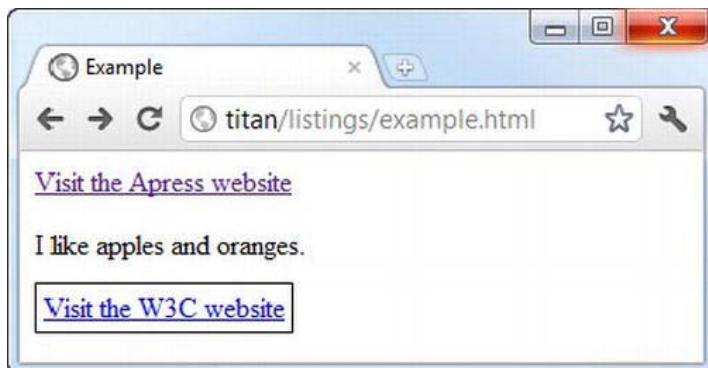 Example
titan/listings/example.html
Visit the Apress website
I like apples and oranges.
Visit the W3C website